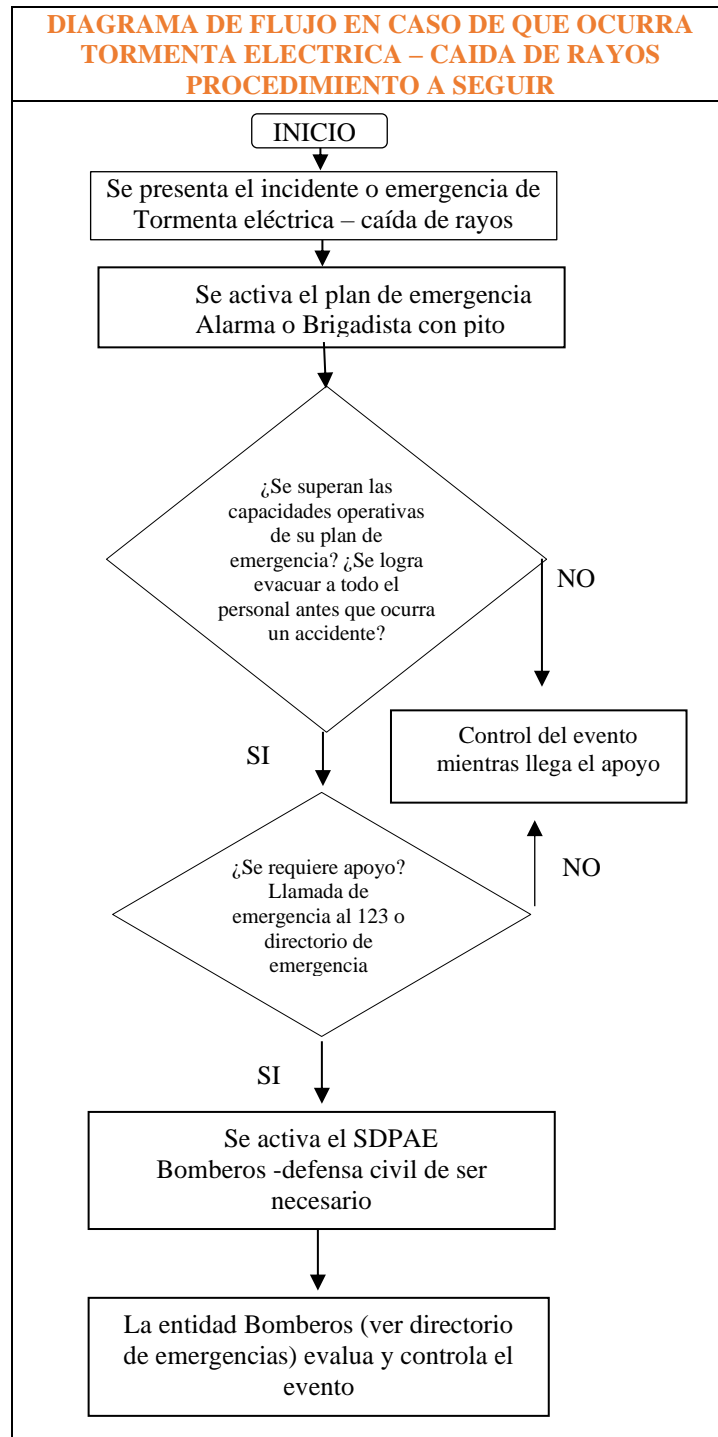 DIAGRAMA DE FLUJO EN CASO DE QUE OCURRA
TORMENTA ELECTRICA – CAIDA DE RAYOS
PROCEDIMIENTO A SEGUIR
INICIO
Se presenta el incidente o emergencia de
Tormenta eléctrica – caída de rayos
Se activa el plan de emergencia
Alarma o Brigadista con pito
¿Se superan las
capacidades operativas
de su plan de
emergencia? ¿Se logra
evacuar a todo el
personal antes que ocurra
un accidente?
NO
SI
Control del evento
mientras llega el apoyo
¿Se requiere apoyo?
Llamada de
emergencia al 123 o
directorio de
emergencia
NO
SI
Se activa el SDPAE
Bomberos -defensa civil de ser
necesario
La entidad Bomberos (ver directorio
de emergencias) evalua y controla el
evento